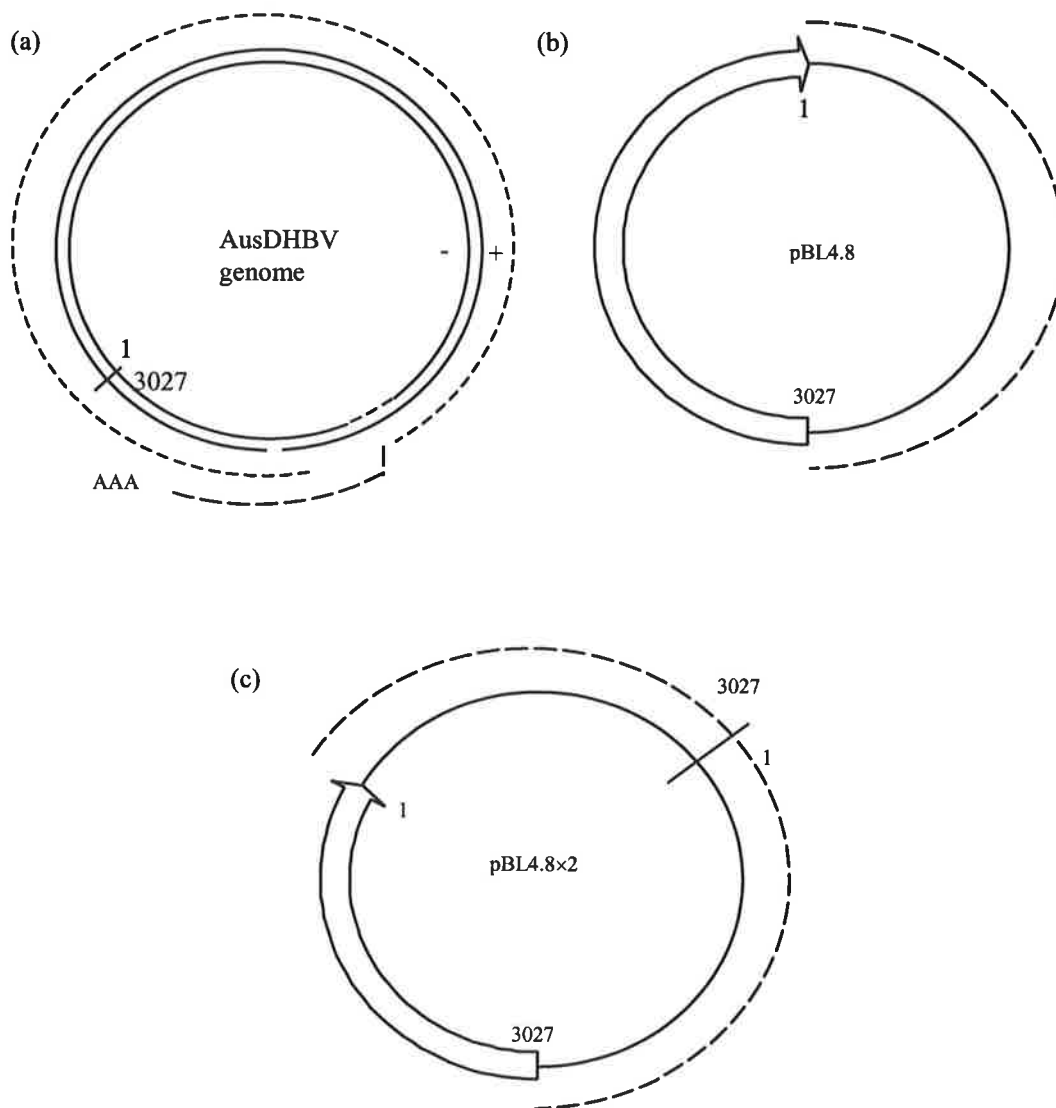 (a)
AusDHBV
genome
- +
1
3027
AAA
(b)
1
pBL4.8
3027
(c)
3027
1
1
pBL4.8×2
3027